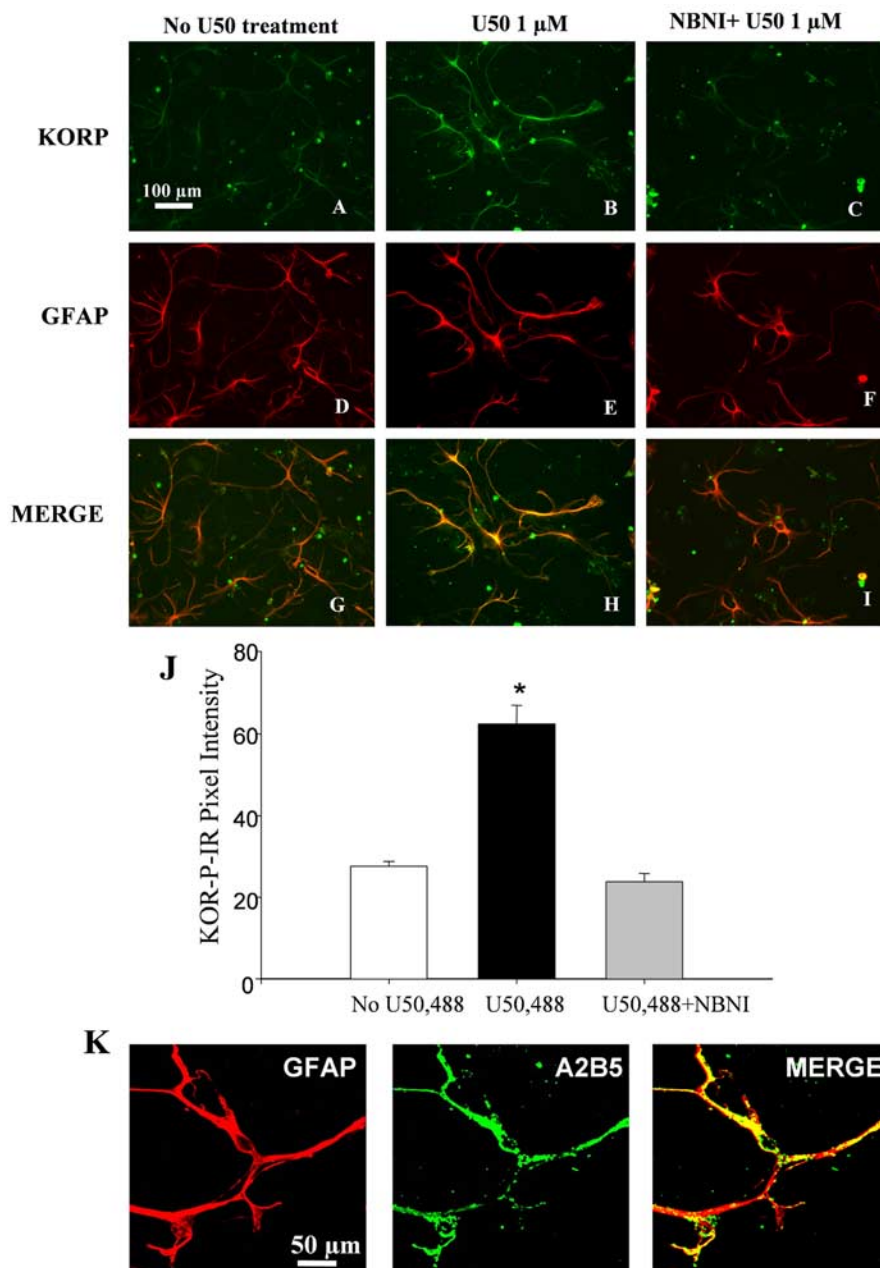 No U50 treatment U50 1 µM NBNI+ U50 1 µM
KORP
100 µm
A B C
GFAP
D E F
MERGE
G H I
J
KOR-P-IR Pixel Intensity
80
60
40
20
0
*
No U50,488 U50,488 U50,488+NBNI
K
GFAP A2B5 MERGE
50 µm